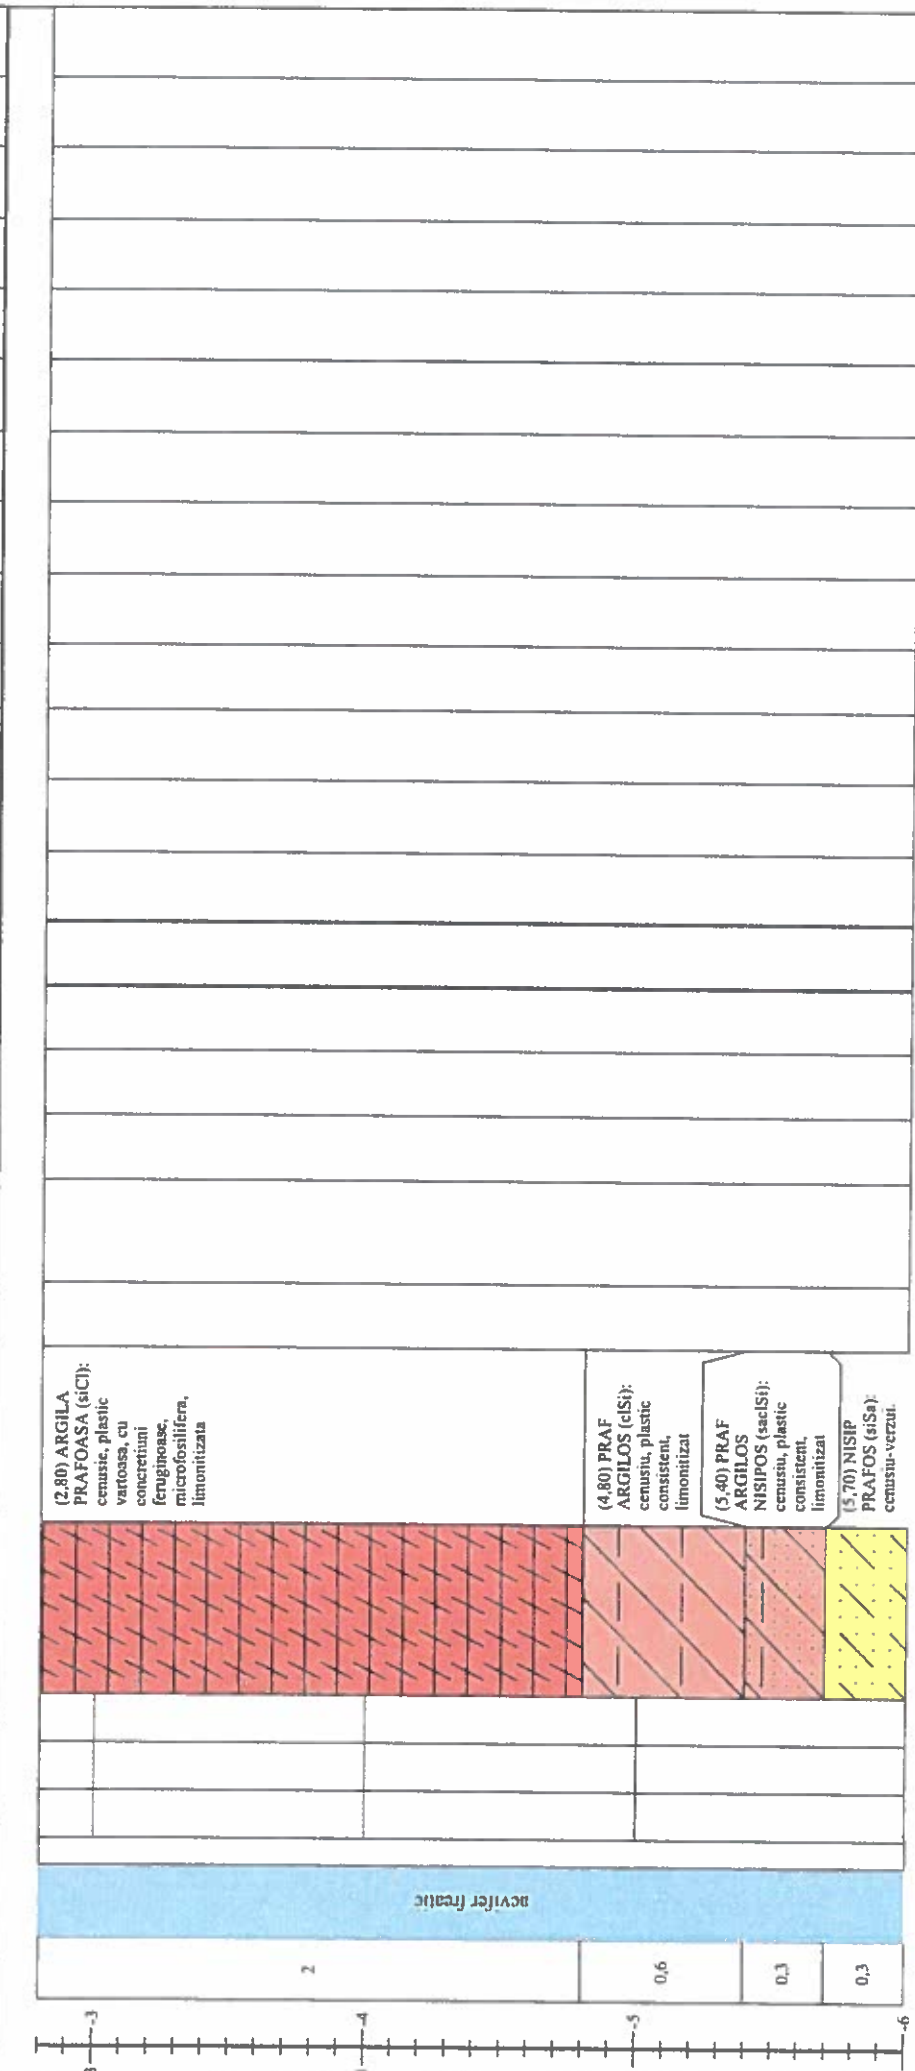 (2,80) ARGILA
PRAFOASA (siCl):
cenusie, plastic
vartoasa, cu
concretiuni
feruginoase,
microfosilifera,
limonitizata
(4,80) PRAF
ARGILOS (clSi):
cenusiu, plastic
consistent,
limonitizat
(5,40) PRAF
ARGILOS
NISIPOS (saclSi):
cenusiu, plastic
consistent,
limonitizat
(5,70) NISIP
PRAFOS (siSa):
cenusiu-verzui.
acvifer freatic
2
0,6
0,3
0,3
-3
-4
-5
-6